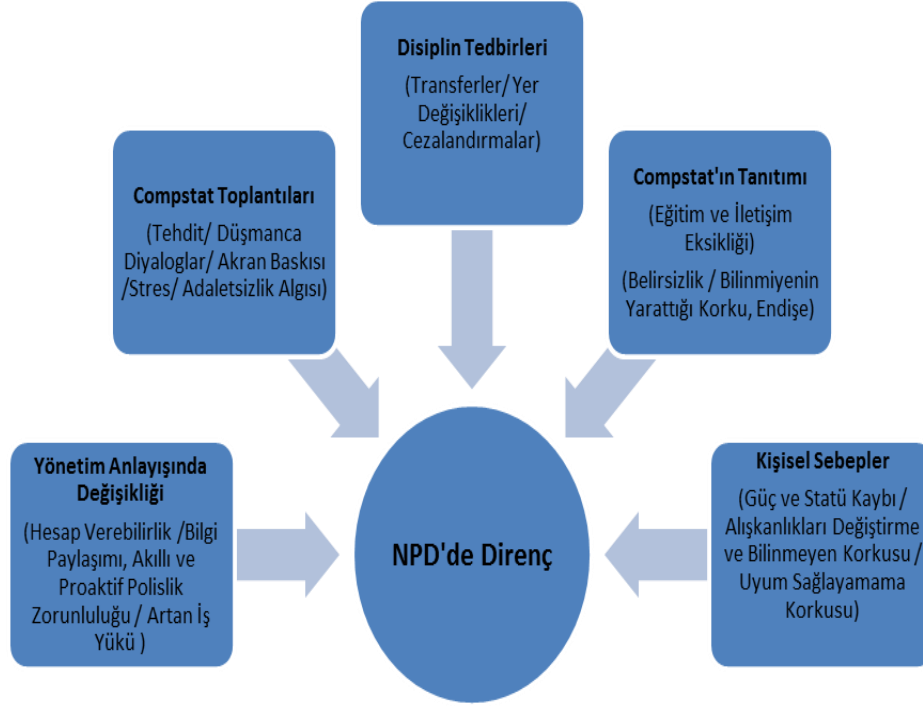 Disiplin Tedbirleri
(Transferler/ Yer
Değişiklikleri/
Cezalandırmalar)
Compstat Toplantıları
(Tehdit/ Düşmanca
Diyaloglar/ Akran Baskısı
/Stres/ Adaletsizlik Algısı)
Compstat'ın Tanıtımı
(Eğitim ve İletişim
Eksikliği)
(Belirsizlik / Bilinmiyenin
Yarattığı Korku, Endişe)
Yönetim Anlayışında
Değişikliği
(Hesap Verebilirlik /Bilgi
Paylaşımı, Akıllı ve
Proaktif Polislik
Zorunluluğu / Artan İş
Yükü )
NPD'de Direnç
Kişisel Sebepler
(Güç ve Statü Kaybı /
Alışkanlıkları Değiştirme
ve Bilinmeyen Korkusu /
Uyum Sağlayamama
Korkusu)